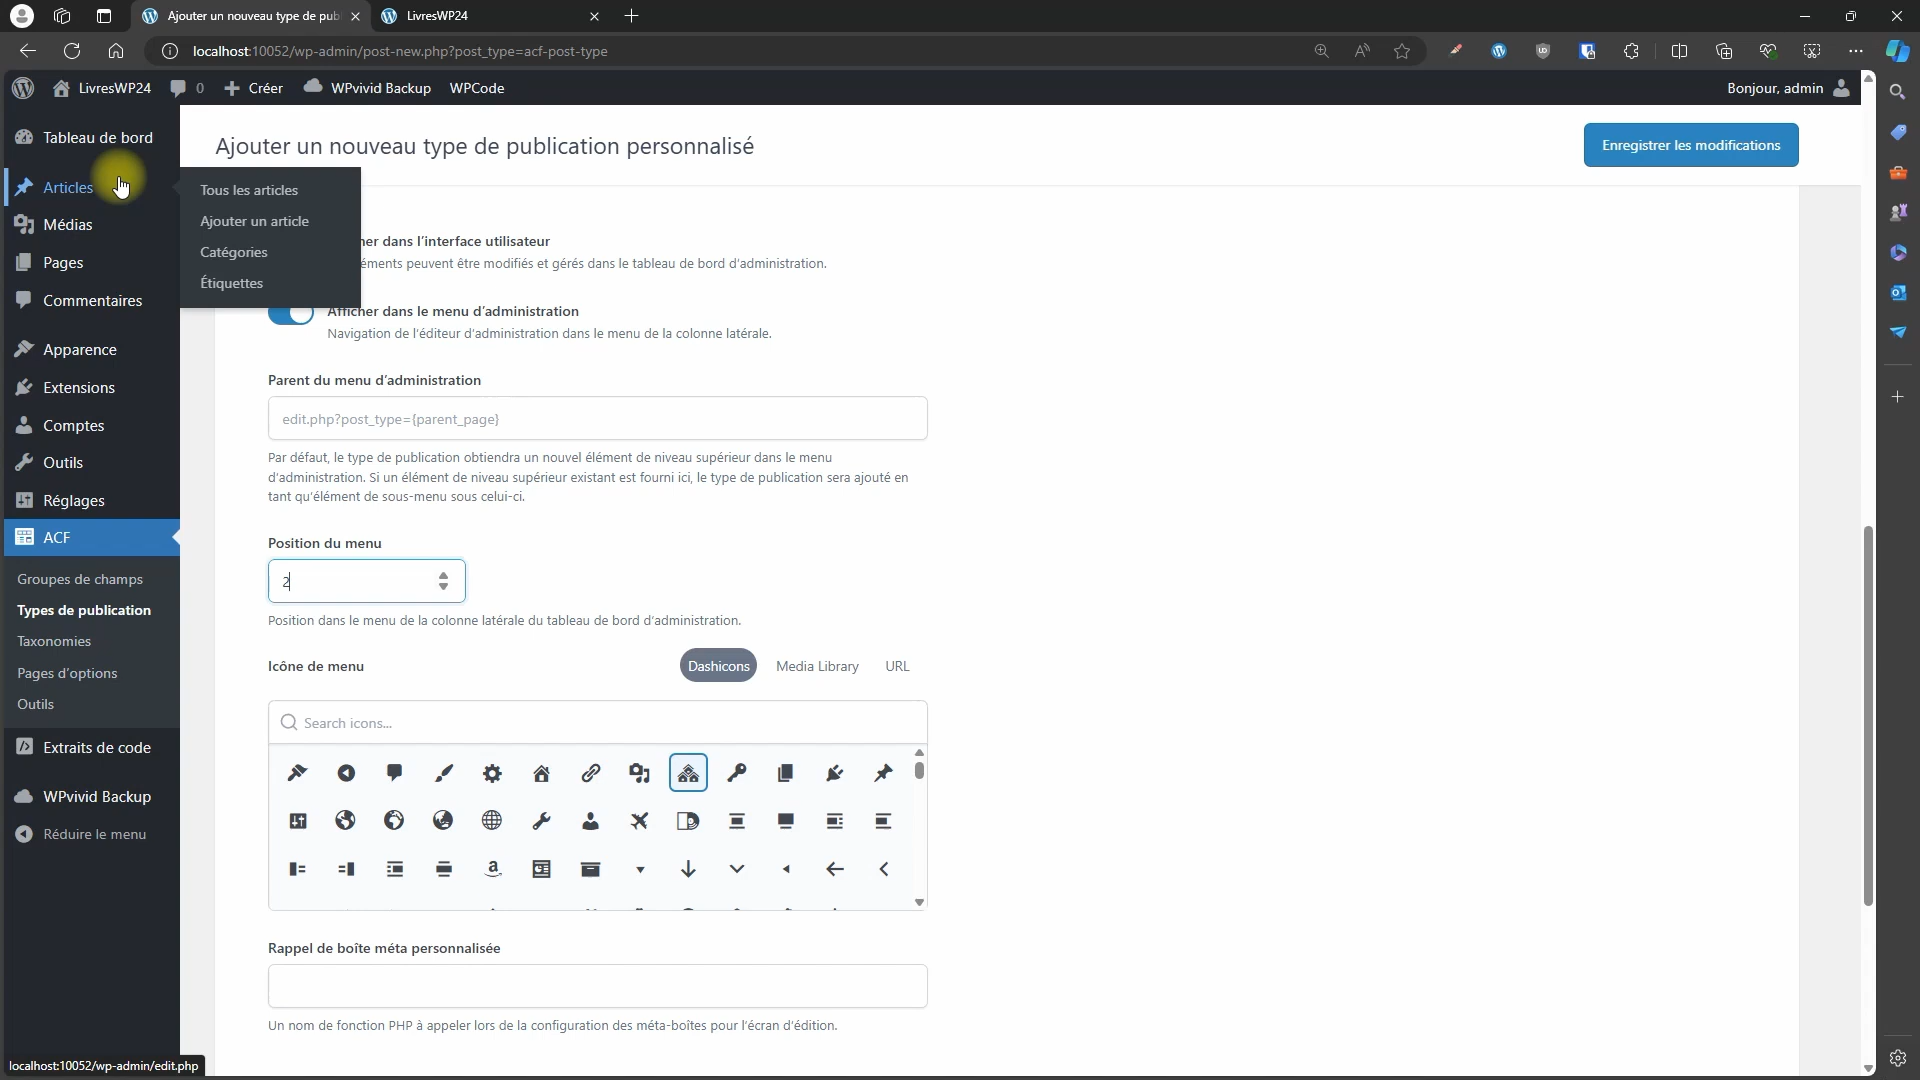 Ajouter un nouveau type de pub
LivresWP24
localhost:10052/wp-admin/post-new.php?post_type=acf-post-type
LivresWP24
0
Créer
WPvivid Backup
WPCode
Bonjour, admin
Tableau de bord
Articles
Médias
Pages
Commentaires
Apparence
Extensions
Comptes
Outils
Réglages
ACF
Groupes de champs
Types de publication
Taxonomies
Pages d'options
Outils
Extraits de code
WPvivid Backup
Réduire le menu
Tous les articles
Ajouter un article
Catégories
Étiquettes
Ajouter un nouveau type de publication personnalisé
Enregistrer les modifications
her dans l'interface utilisateur
éments peuvent être modifiés et gérés dans le tableau de bord d'administration.
Afficher dans le menu d'administration
Navigation de l'éditeur d'administration dans le menu de la colonne latérale.
Parent du menu d'administration
edit.php?post_type={parent_page}
Par défaut, le type de publication obtiendra un nouvel élément de niveau supérieur dans le menu
d'administration. Si un élément de niveau supérieur existant est fourni ici, le type de publication sera ajouté en
tant qu'élément de sous-menu sous celui-ci.
Position du menu
2
Position dans le menu de la colonne latérale du tableau de bord d'administration.
Icône de menu
Dashicons
Media Library
URL
Search icons...
Rappel de boîte méta personnalisée
Un nom de fonction PHP à appeler lors de la configuration des méta-boîtes pour l'écran d'édition.
localhost:10052/wp-admin/edit.php